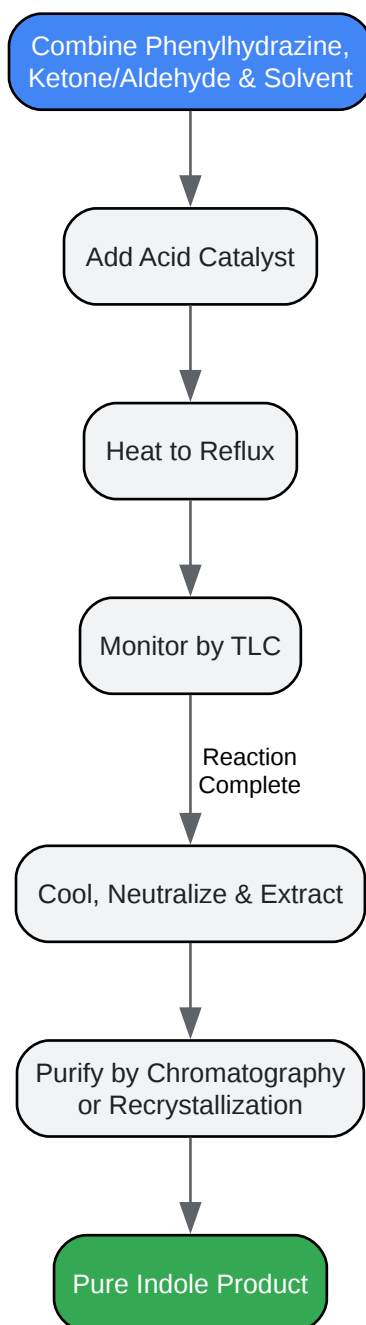 Combine Phenylhydrazine,
Ketone/Aldehyde & Solvent
Add Acid Catalyst
Heat to Reflux
Monitor by TLC
Reaction
Complete
Cool, Neutralize & Extract
Purify by Chromatography
or Recrystallization
Pure Indole Product